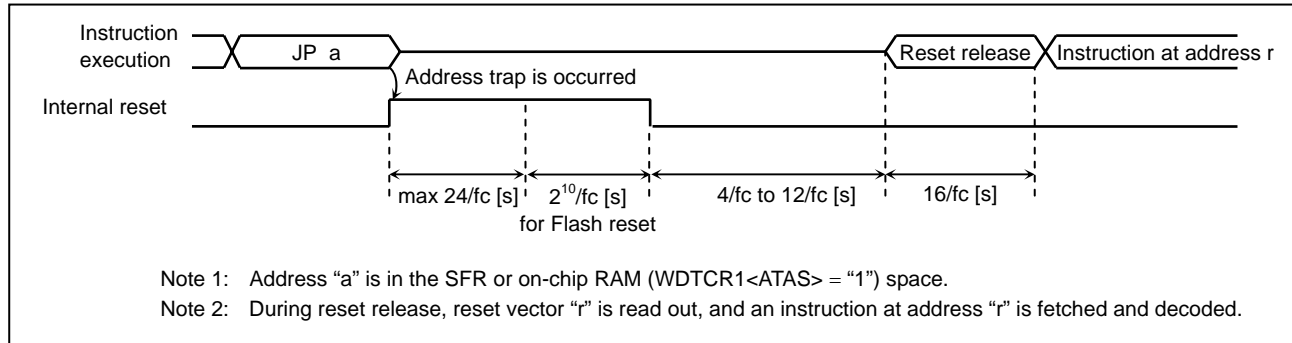 Instruction
execution
JP a
Reset release
Instruction at address r
Address trap is occurred
Internal reset
max 24/fc [s]
2¹⁰/fc [s]
for Flash reset
4/fc to 12/fc [s]
16/fc [s]
Note 1: Address “a” is in the SFR or on-chip RAM (WDTCR1<ATAS> = “1”) space.
Note 2: During reset release, reset vector “r” is read out, and an instruction at address “r” is fetched and decoded.